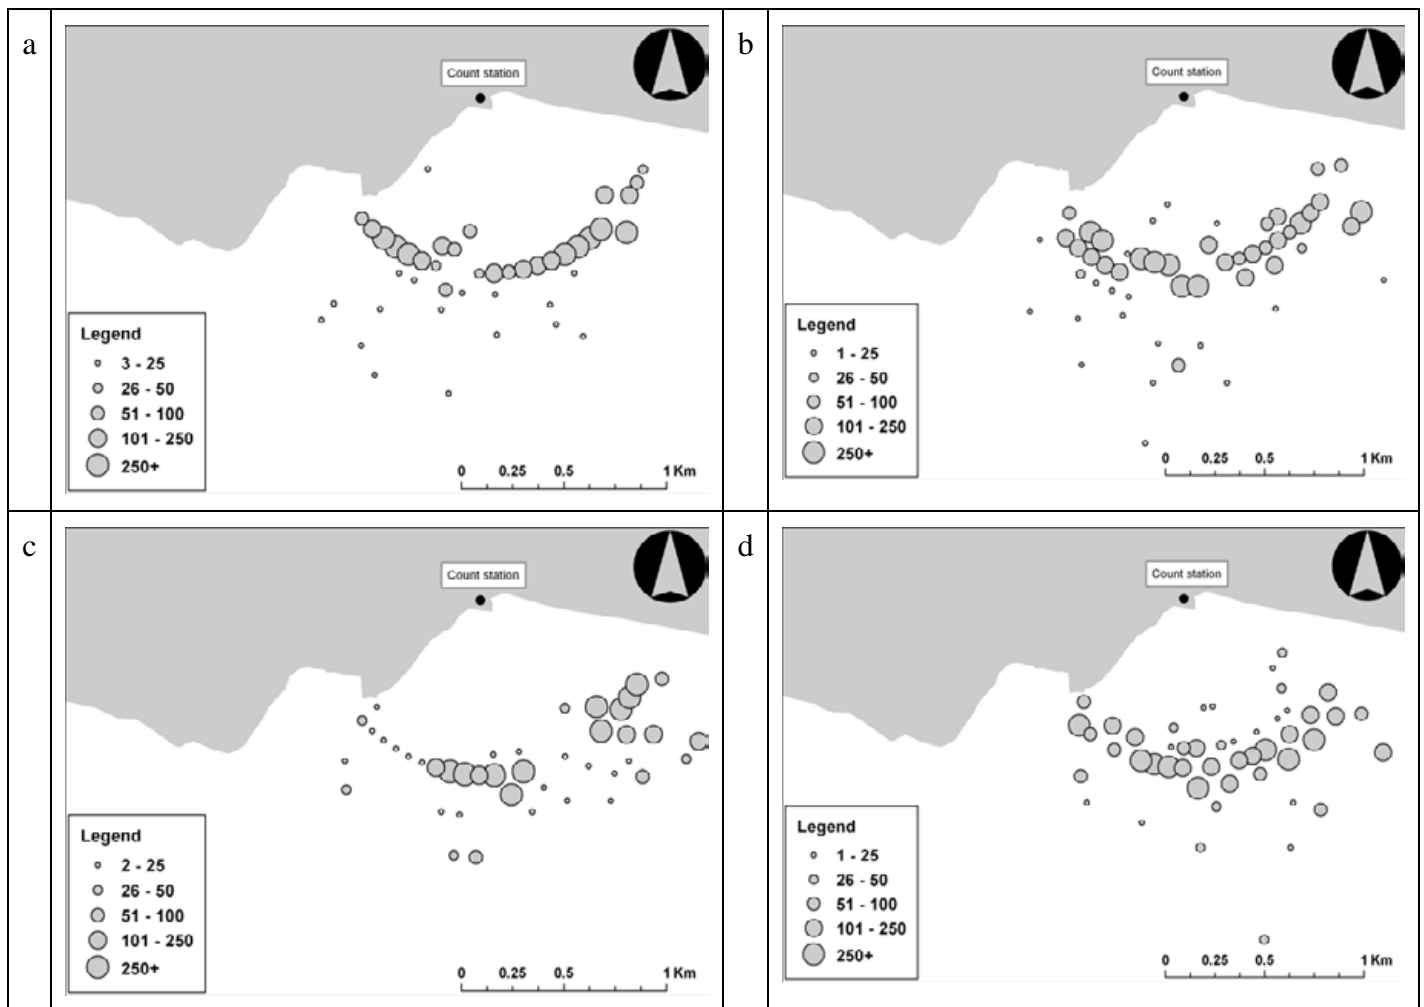 a
Count station
Legend
3 - 25
26 - 50
51 - 100
101 - 250
250+
0 0.25 0.5 1 Km
b
Count station
Legend
1 - 25
26 - 50
51 - 100
101 - 250
250+
0 0.25 0.5 1 Km
c
Count station
Legend
2 - 25
26 - 50
51 - 100
101 - 250
250+
0 0.25 0.5 1 Km
d
Count station
Legend
1 - 25
26 - 50
51 - 100
101 - 250
250+
0 0.25 0.5 1 Km